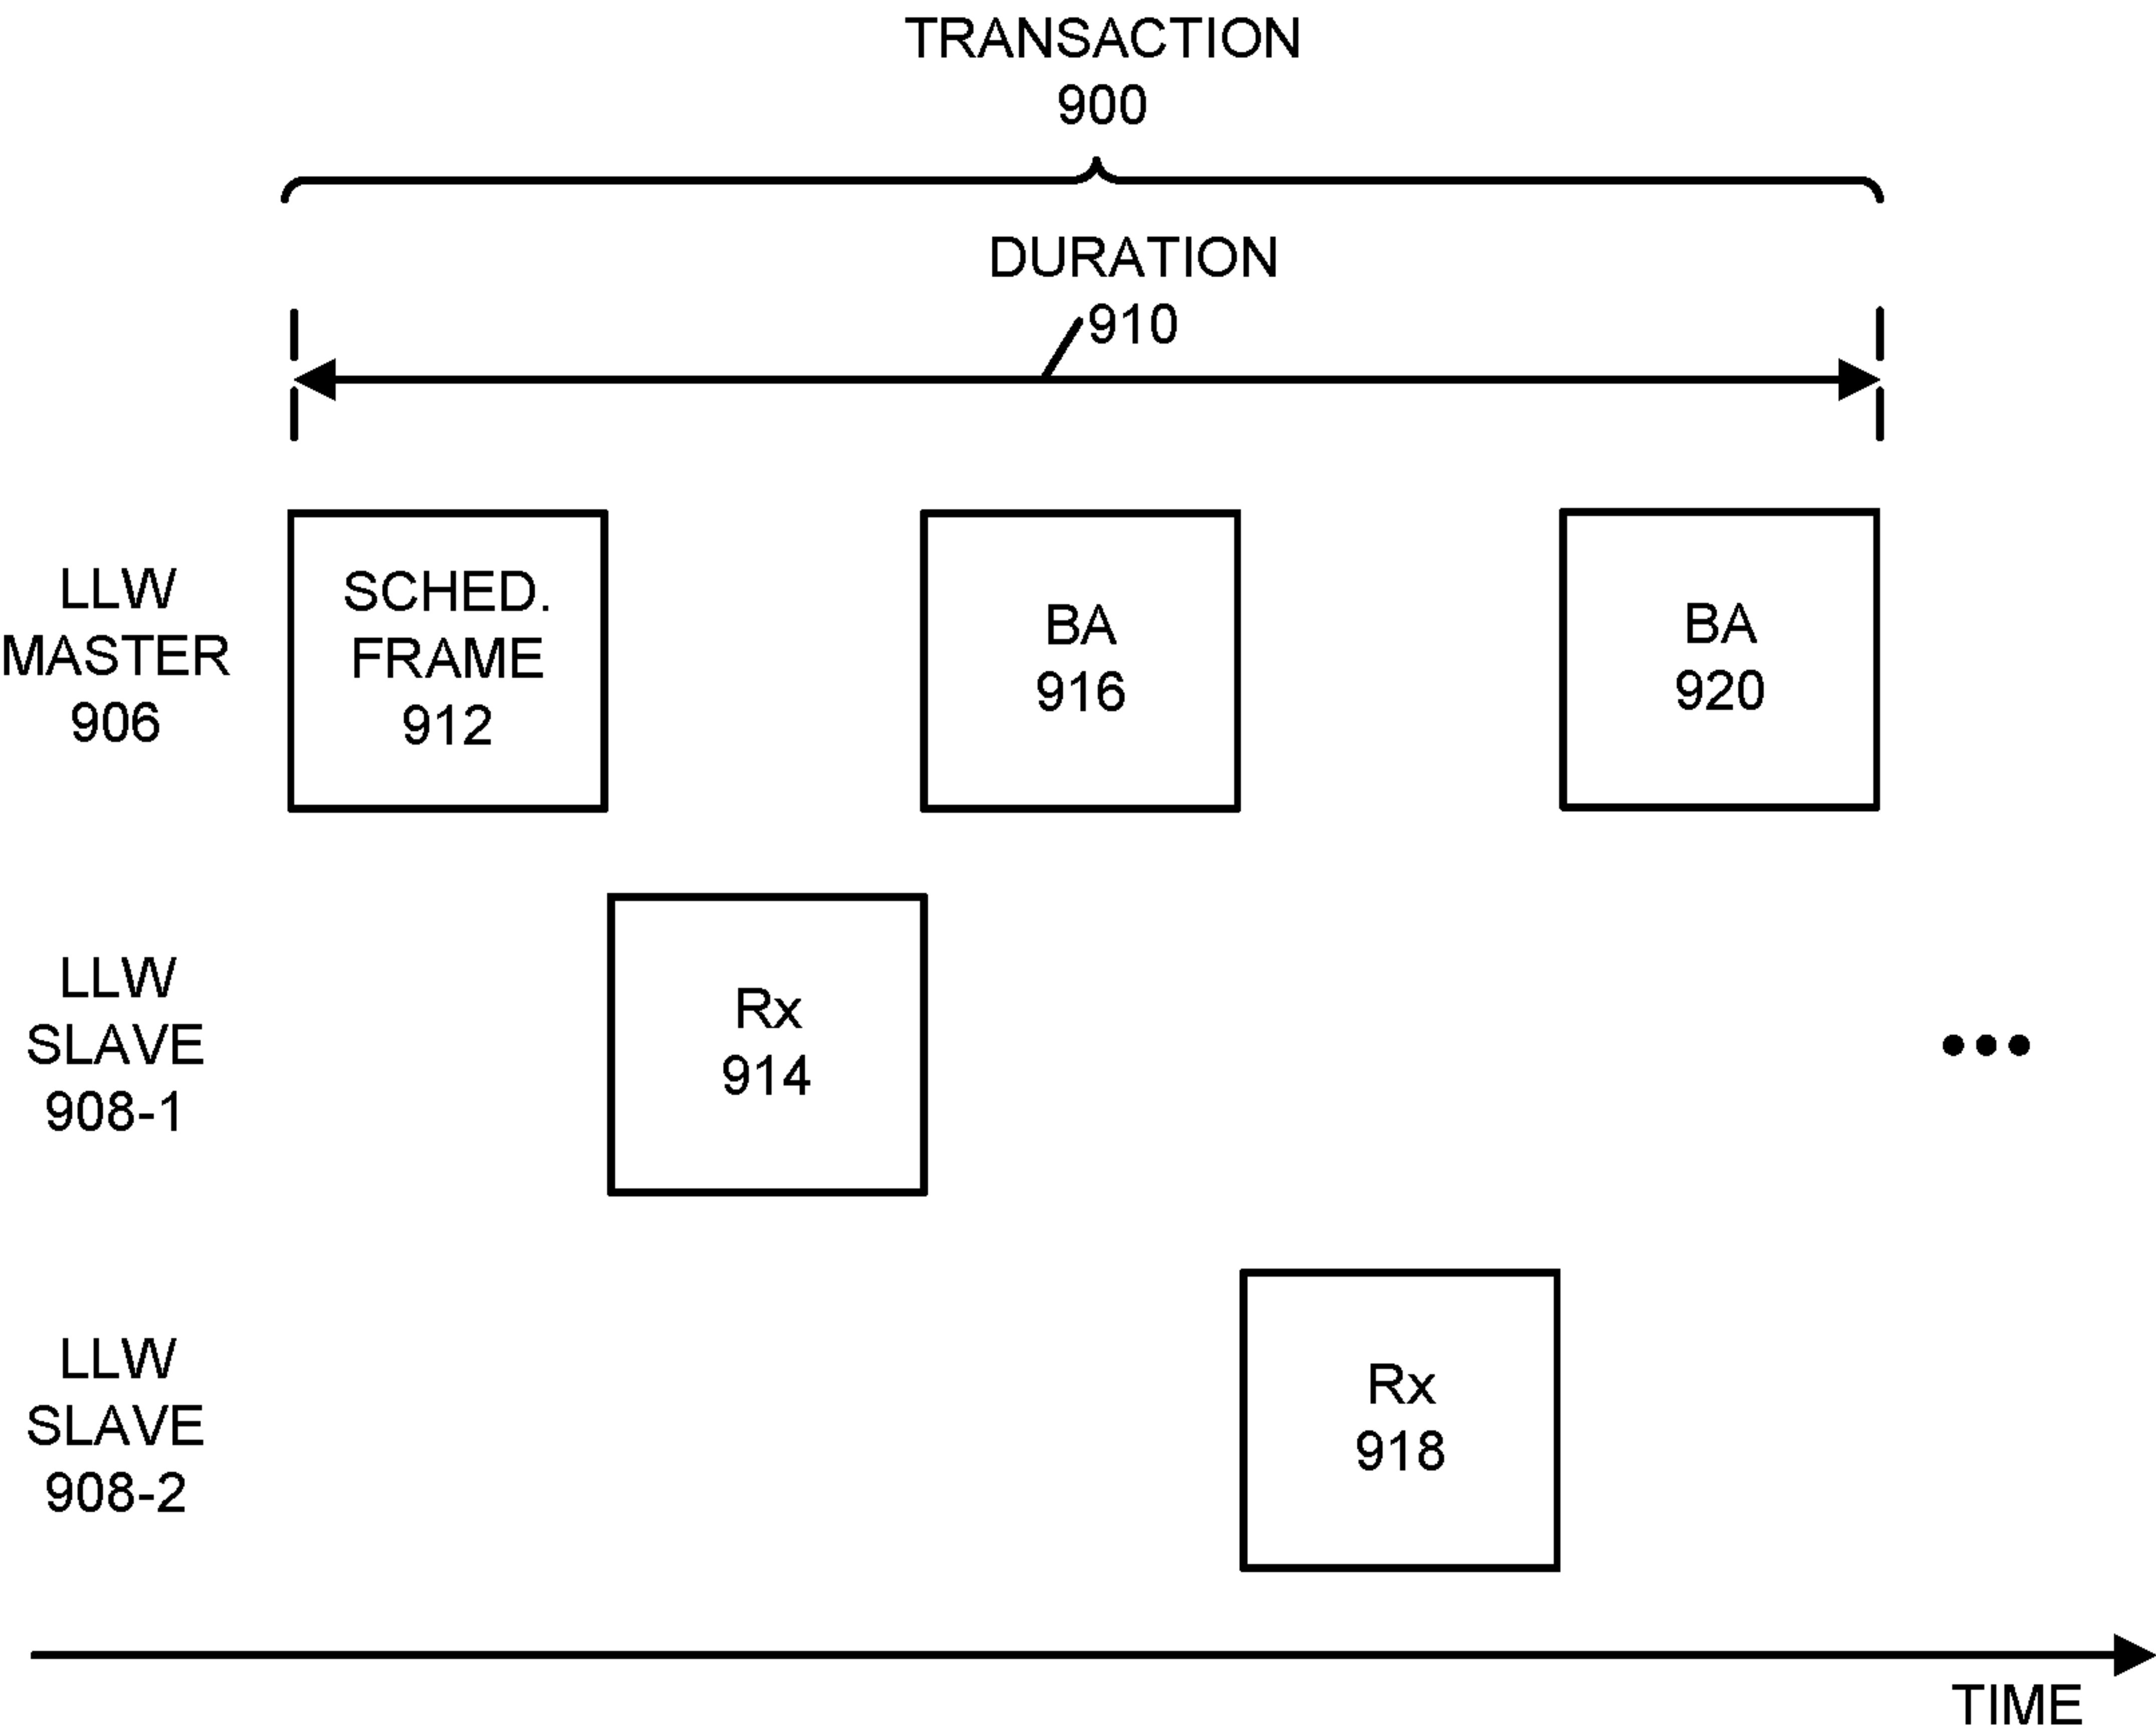 TRANSACTION
900
DURATION
910
LLW
MASTER
906
SCHED.
FRAME
912
BA
916
BA
920
LLW
SLAVE
908-1
Rx
914
LLW
SLAVE
908-2
Rx
918
TIME